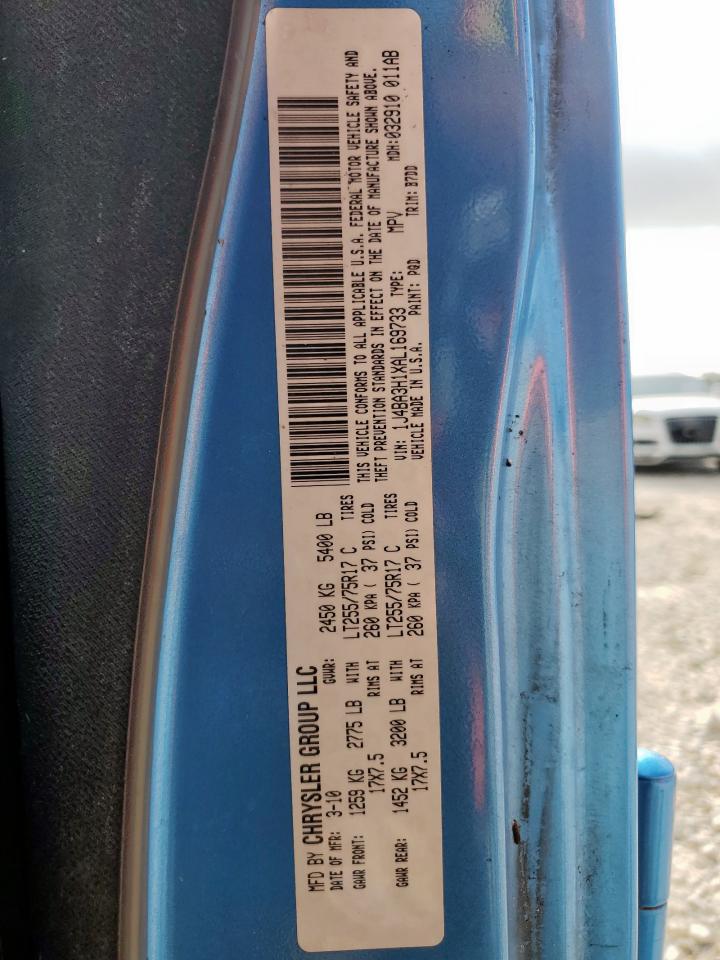 MFD BY CHRYSLER GROUP LLC
DATE OF MFR: 3-10 GVWR: 2450 KG 5400 LB
GAWR FRONT: 1259 KG 2775 LB WITH LT255/75R17 C TIRES
17X7.5 RIMS AT 260 KPA ( 37 PSI) COLD
GAWR REAR: 1452 KG 3200 LB WITH LT255/75R17 C TIRES
17X7.5 RIMS AT 260 KPA ( 37 PSI) COLD
THIS VEHICLE CONFORMS TO ALL APPLICABLE U.S.A. FEDERAL MOTOR VEHICLE SAFETY AND
THEFT PREVENTION STANDARDS IN EFFECT ON THE DATE OF MANUFACTURE SHOWN ABOVE.
VIN: 1J4BA3H1XAL169733 TYPE: MPV MDH:032910 011AB
VEHICLE MADE IN U.S.A. PAINT: PQD TRIM: B7DD